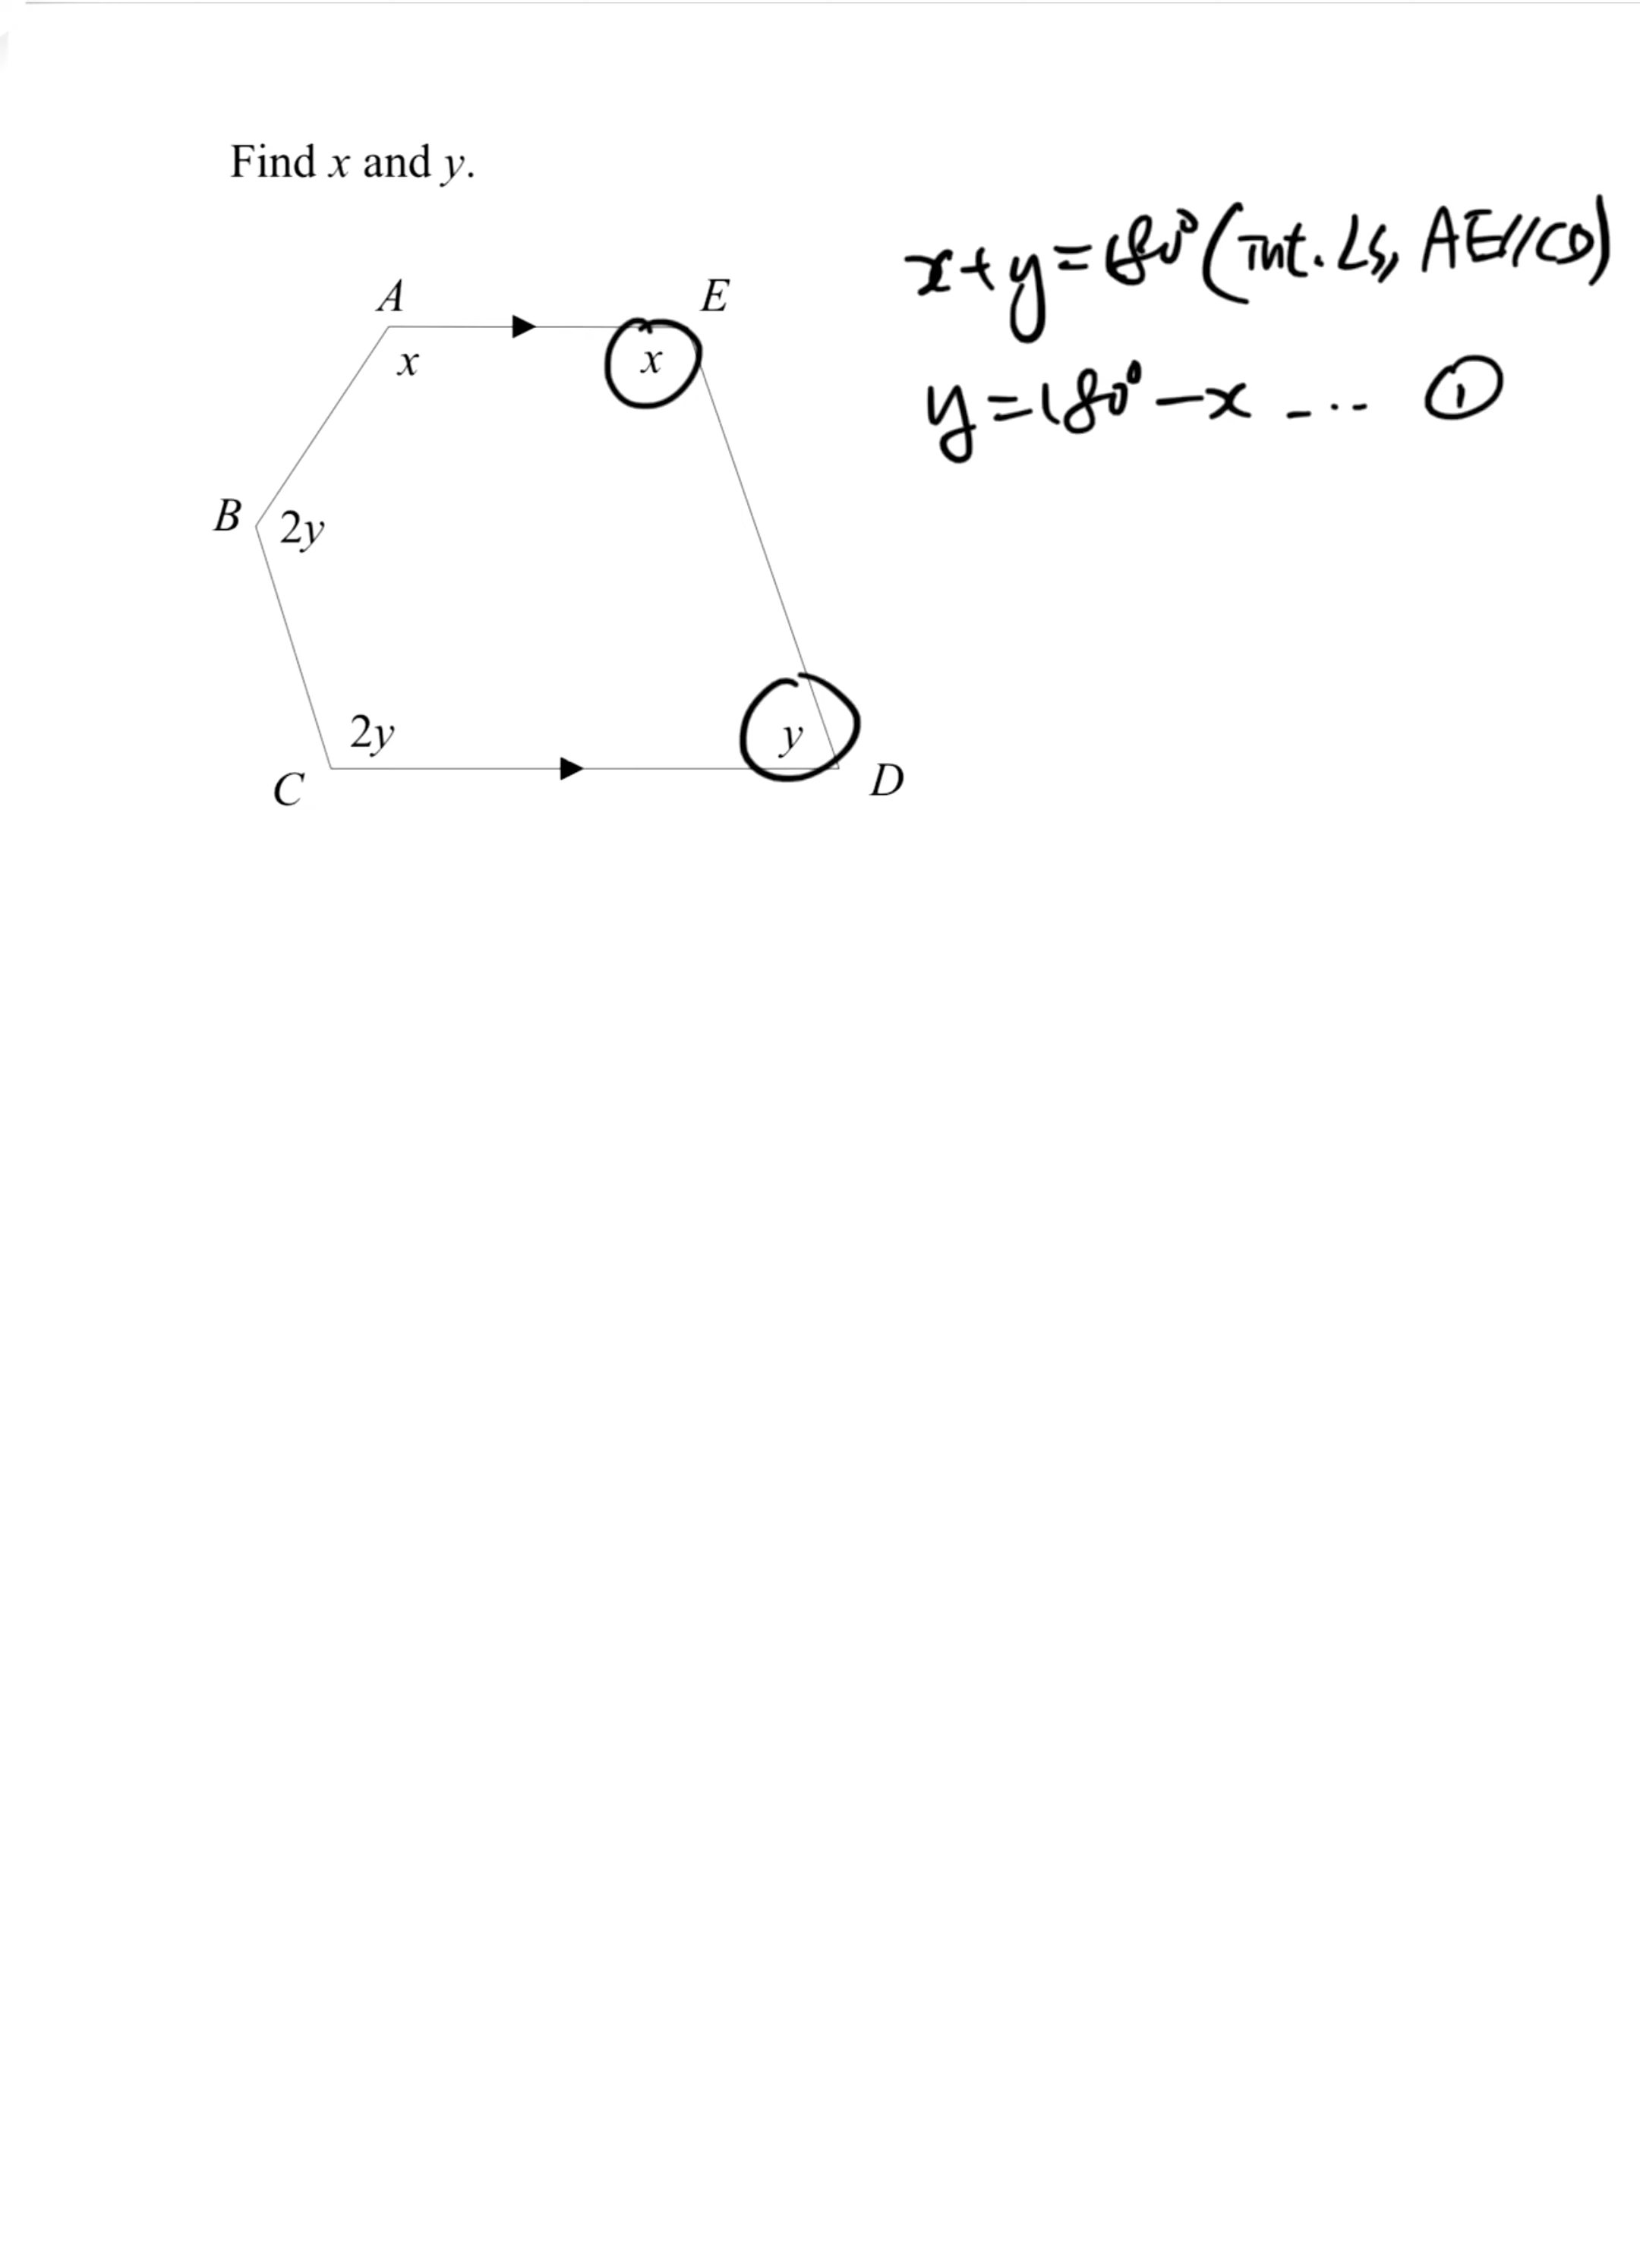 Find x and y.
x+y=180°(int. ∠s, AE//CD)
y=180°-x ... ①
A
E
x
x
B
2y
2y
y
C
D